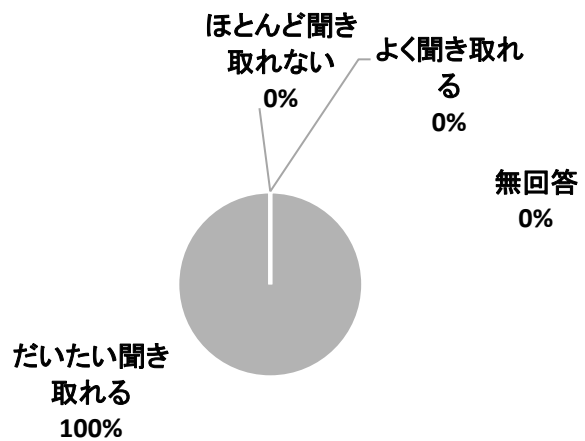 ほとんど聞き
取れない
0%
よく聞き取れ
る
0%
無回答
0%
だいたい聞き
取れる
100%